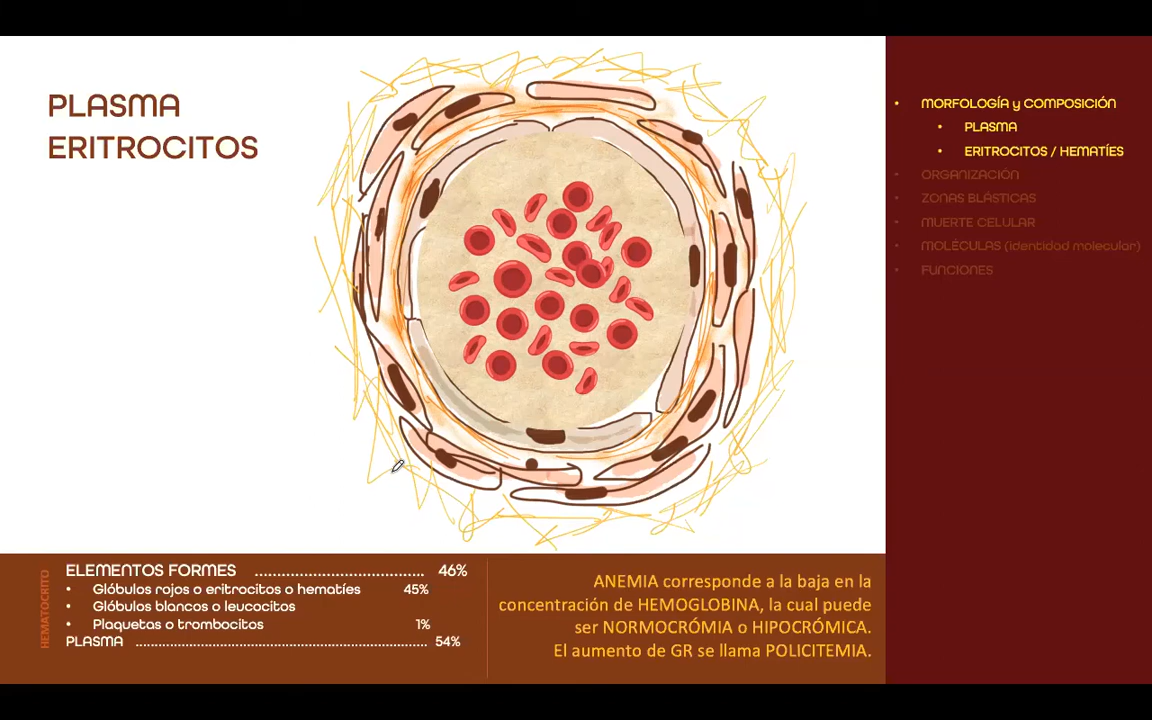 PLASMA
ERITROCITOS
• MORFOLOGÍA y COMPOSICIÓN
• PLASMA
• ERITROCITOS / HEMATÍES
• ORGANIZACIÓN
• ZONAS BLÁSTICAS
• MUERTE CELULAR
• MOLÉCULAS (identidad molecular)
• FUNCIONES
HEMATOCRITO
ELEMENTOS FORMES ........................................ 46%
• Glóbulos rojos o eritrocitos o hematíes 45%
• Glóbulos blancos o leucocitos
• Plaquetas o trombocitos 1%
PLASMA ........................................................................ 54%
ANEMIA corresponde a la baja en la
concentración de HEMOGLOBINA, la cual puede
ser NORMOCRÓMIA o HIPOCRÓMICA.
El aumento de GR se llama POLICITEMIA.